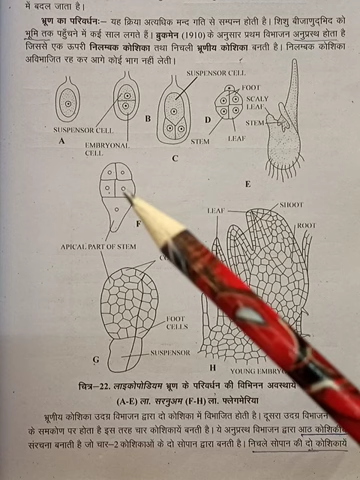 में बदल जाता है।
भ्रूण का परिवर्धन:– यह क्रिया अत्यधिक मन्द गति से सम्पन्न होती है। शिशु बीजाणुद्भिद को
भूमि तक पहुँचने में कई साल लगते हैं। ब्रुकमेन (1910) के अनुसार प्रथम विभाजन अनुप्रस्थ होता है
जिससे एक ऊपरी निलम्बक कोशिका तथा निचली भ्रूणीय कोशिका बनती है। निलम्बक कोशिका
अविभाजित रह कर आगे कोई भाग नहीं लेती।
SUSPENSOR CELL
FOOT
SCALY
LEAF
B
D
STEM
SUSPENSOR CELL
A
EMBRYONAL
CELL
C
STEM
LEAF
E
F
LEAF
SHOOT
ROOT
APICAL PART OF STEM
FOOT
CELLS
G
SUSPENSOR
H
YOUNG EMBRYO
चित्र–22. लाइकोपोडियम भ्रूण के परिवर्धन की विभिनन अवस्थायें
(A-E) ला. सरनुअम (F-H) ला. फ्लेगमेरिया
भ्रूणीय कोशिका उदग्र विभाजन द्वारा दो कोशिका में विभाजित होती है। दूसरा उदग्र विभाजन
के समकोण पर होता है इस तरह चार कोशिकायें बनती है। ये अनुप्रस्थ विभाजन द्वारा आठ
संरचना बनाती है जो चार–2 कोशिकाओं के दो सोपान द्वारा बनती है। निचले सोपान की दो कोशिकायें